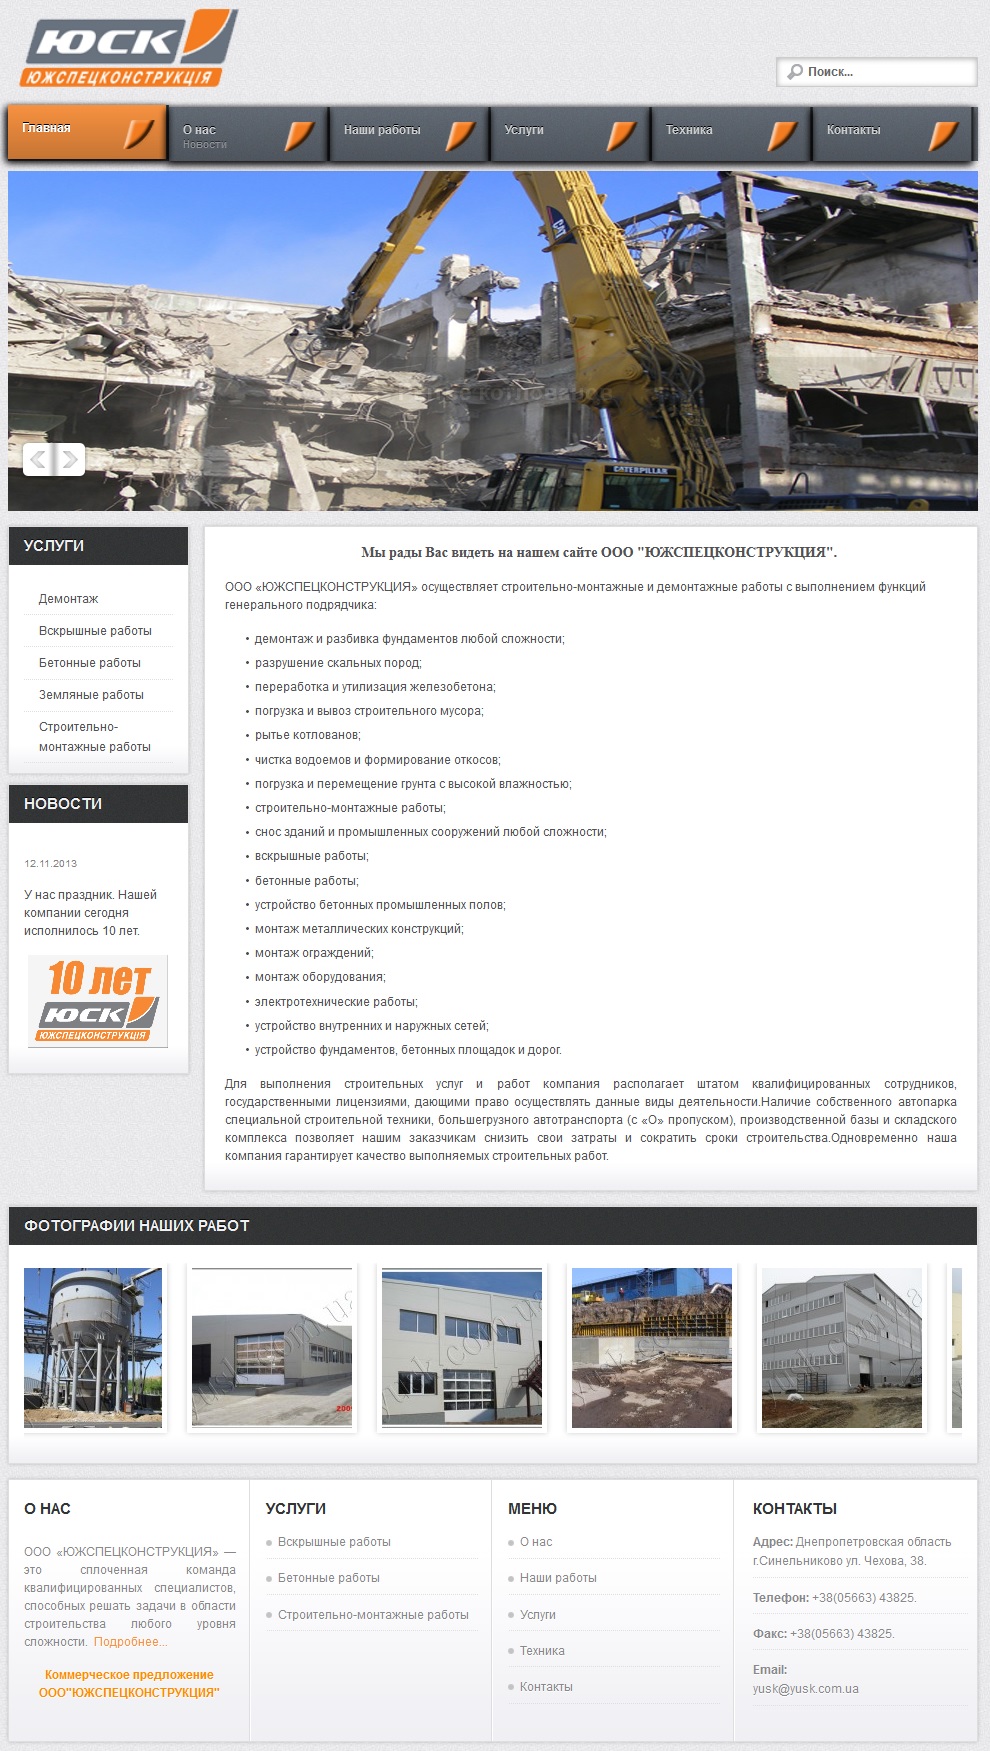 ЮСК
ЮЖСПЕЦКОНСТРУКЦІЯ
Поиск...
Главная
О нас
Новости
Наши работы
Услуги
Техника
Контакты
CAT
CATERPILLAR
УСЛУГИ
Демонтаж
Вскрышные работы
Бетонные работы
Земляные работы
Строительно-
монтажные работы
НОВОСТИ
12.11.2013
У нас праздник. Нашей
компании сегодня
исполнилось 10 лет.
10 лет
ЮСК
ЮЖСПЕЦКОНСТРУКЦІЯ
Мы рады Вас видеть на нашем сайте ООО "ЮЖСПЕЦКОНСТРУКЦИЯ".
ООО «ЮЖСПЕЦКОНСТРУКЦИЯ» осуществляет строительно-монтажные и демонтажные работы с выполнением функций
генерального подрядчика:
• демонтаж и разбивка фундаментов любой сложности;
• разрушение скальных пород;
• переработка и утилизация железобетона;
• погрузка и вывоз строительного мусора;
• рытье котлованов;
• чистка водоемов и формирование откосов;
• погрузка и перемещение грунта с высокой влажностью;
• строительно-монтажные работы;
• снос зданий и промышленных сооружений любой сложности;
• вскрышные работы;
• бетонные работы;
• устройство бетонных промышленных полов;
• монтаж металлических конструкций;
• монтаж ограждений;
• монтаж оборудования;
• электротехнические работы;
• устройство внутренних и наружных сетей;
• устройство фундаментов, бетонных площадок и дорог.
Для выполнения строительных услуг и работ компания располагает штатом квалифицированных сотрудников,
государственными лицензиями, дающими право осуществлять данные виды деятельности.Наличие собственного автопарка
специальной строительной техники, большегрузного автотранспорта (с «О» пропуском), производственной базы и складского
комплекса позволяет нашим заказчикам снизить свои затраты и сократить сроки строительства.Одновременно наша
компания гарантирует качество выполняемых строительных работ.
ФОТОГРАФИИ НАШИХ РАБОТ
О НАС
ООО «ЮЖСПЕЦКОНСТРУКЦИЯ» —
это сплоченная команда
квалифицированных специалистов,
способных решать задачи в области
строительства любого уровня
сложности. Подробнее...
Коммерческое предложение
ООО"ЮЖСПЕЦКОНСТРУКЦИЯ"
УСЛУГИ
Вскрышные работы
Бетонные работы
Строительно-монтажные работы
МЕНЮ
О нас
Наши работы
Услуги
Техника
Контакты
КОНТАКТЫ
Адрес: Днепропетровская область
г.Синельниково ул. Чехова, 38.
Телефон: +38(05663) 43825.
Факс: +38(05663) 43825.
Email:
yusk@yusk.com.ua